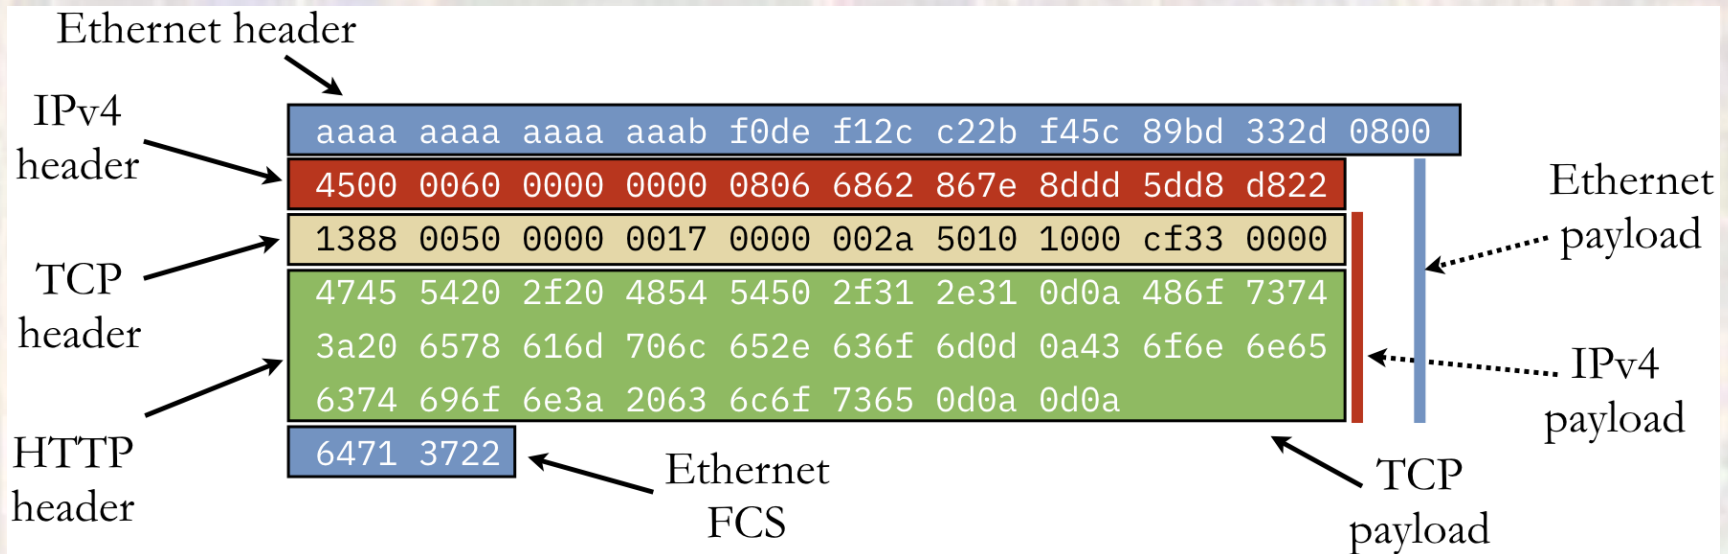 Ethernet header
IPv4
header
aaaa aaaa aaaa aaab f0de f12c c22b f45c 89bd 332d 0800
4500 0060 0000 0000 0806 6862 867e 8ddd 5dd8 d822
Ethernet
payload
1388 0050 0000 0017 0000 002a 5010 1000 cf33 0000
TCP
header
4745 5420 2f20 4854 5450 2f31 2e31 0d0a 486f 7374
3a20 6578 616d 706c 652e 636f 6d0d 0a43 6f6e 6e65
6374 696f 6e3a 2063 6c6f 7365 0d0a 0d0a
IPv4
payload
HTTP
header
6471 3722
Ethernet
FCS
TCP
payload